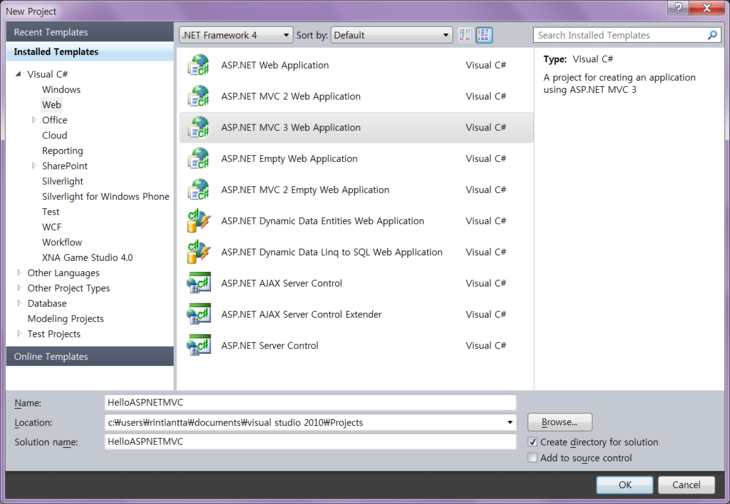 New Project
Recent Templates
Installed Templates
Visual C#
Windows
Web
Office
Cloud
Reporting
SharePoint
Silverlight
Silverlight for Windows Phone
Test
WCF
Workflow
XNA Game Studio 4.0
Other Languages
Other Project Types
Database
Modeling Projects
Test Projects
Online Templates
.NET Framework 4 Sort by: Default
ASP.NET Web Application Visual C#
ASP.NET MVC 2 Web Application Visual C#
ASP.NET MVC 3 Web Application Visual C#
ASP.NET Empty Web Application Visual C#
ASP.NET MVC 2 Empty Web Application Visual C#
ASP.NET Dynamic Data Entities Web Application Visual C#
ASP.NET Dynamic Data Linq to SQL Web Application Visual C#
ASP.NET AJAX Server Control Visual C#
ASP.NET AJAX Server Control Extender Visual C#
ASP.NET Server Control Visual C#
Search Installed Templates
Type: Visual C#
A project for creating an application
using ASP.NET MVC 3
Name: HelloASPNETMVC
Location: c:₩users₩rintiantta₩documents₩visual studio 2010₩Projects Browse...
Solution name: HelloASPNETMVC
Create directory for solution
Add to source control
OK Cancel